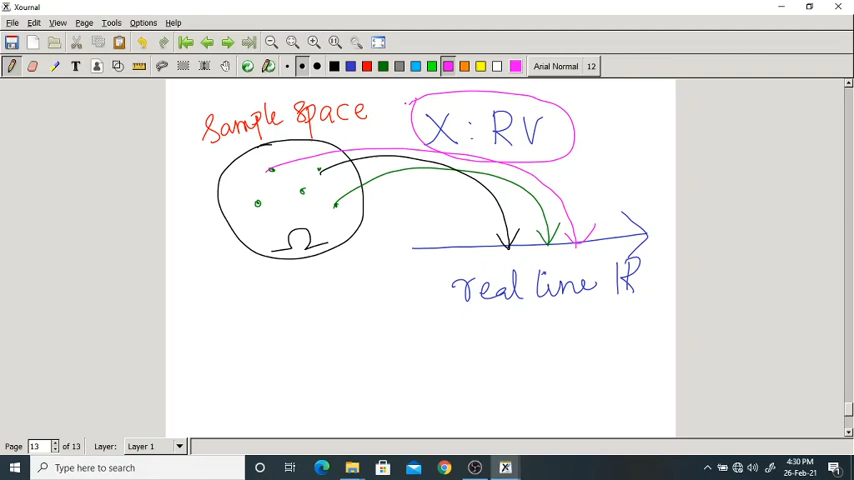 Xournal
File Edit View Page Tools Options Help
Arial Normal 12
Sample Space
X : RV
Ω
real line ℝ
Page 13 of 13 Layer: Layer 1
Type here to search
4:30 PM
26-Feb-21